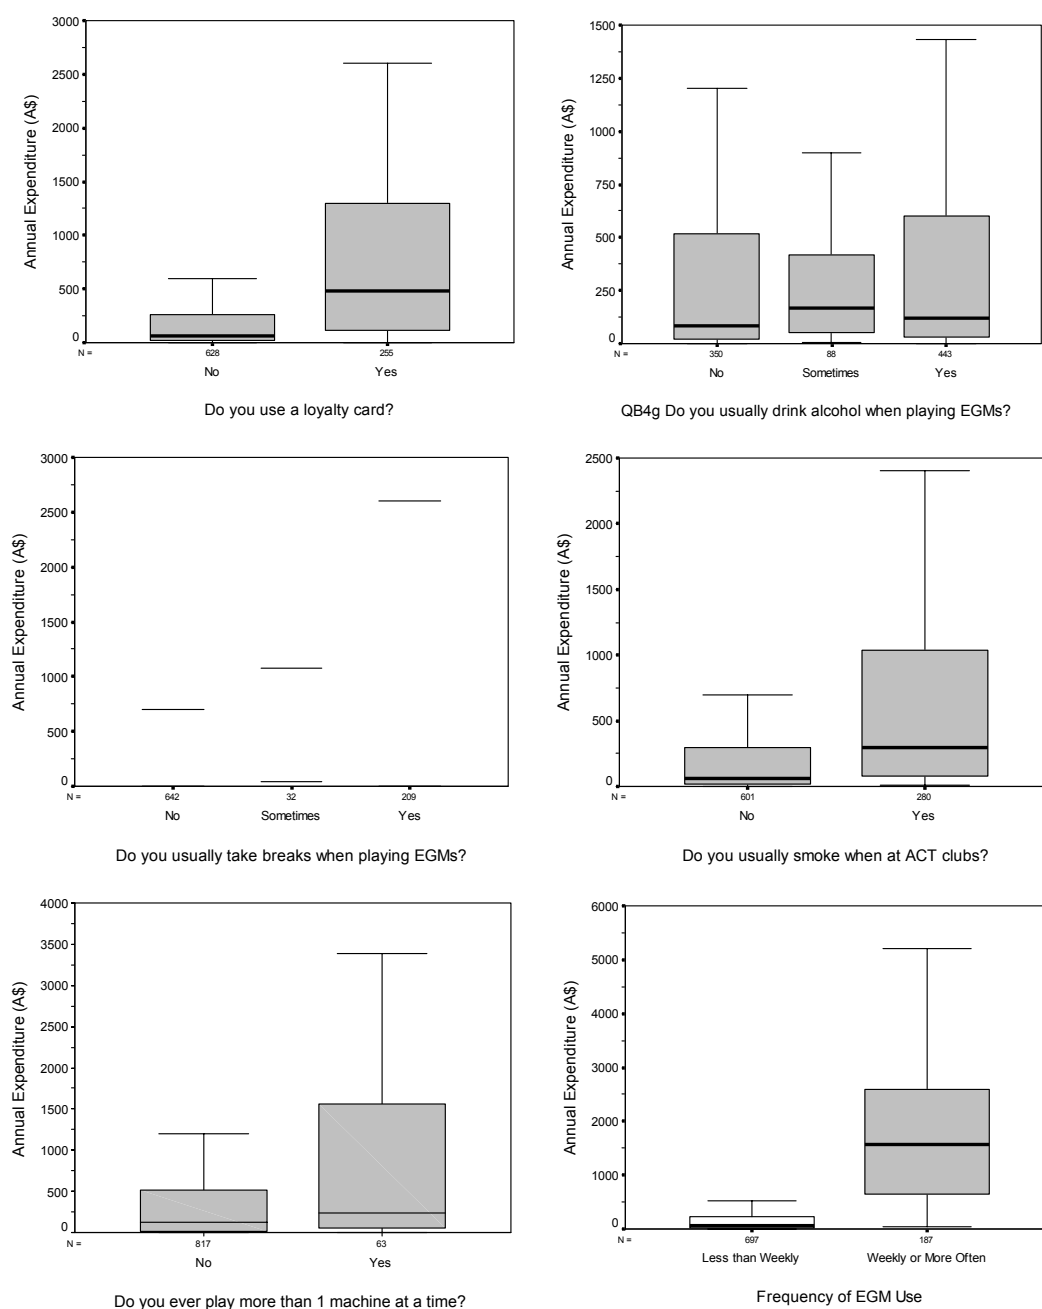 3000
2500
2000
1500
1000
500
0
Annual Expenditure (A$)
N =
628
255
No
Yes
Do you use a loyalty card?
1500
1250
1000
750
500
250
0
Annual Expenditure (A$)
N =
350
88
443
No
Sometimes
Yes
QB4g Do you usually drink alcohol when playing EGMs?
3000
2500
2000
1500
1000
500
0
Annual Expenditure (A$)
N =
642
32
209
No
Sometimes
Yes
Do you usually take breaks when playing EGMs?
2500
2000
1500
1000
500
0
Annual Expenditure (A$)
N =
601
280
No
Yes
Do you usually smoke when at ACT clubs?
4000
3500
3000
2500
2000
1500
1000
500
0
Annual Expenditure (A$)
N =
817
63
No
Yes
Do you ever play more than 1 machine at a time?
6000
5000
4000
3000
2000
1000
0
Annual Expenditure (A$)
N =
697
187
Less than Weekly
Weekly or More Often
Frequency of EGM Use